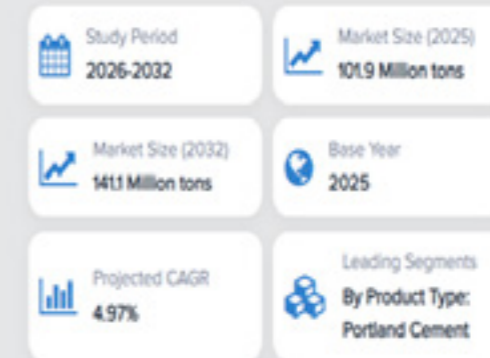 Study Period
2026-2032
Market Size (2025)
101.9 Million tons
Market Size (2032)
141.1 Million tons
Base Year
2025
Projected CAGR
4.97%
Leading Segments
By Product Type:
Portland Cement